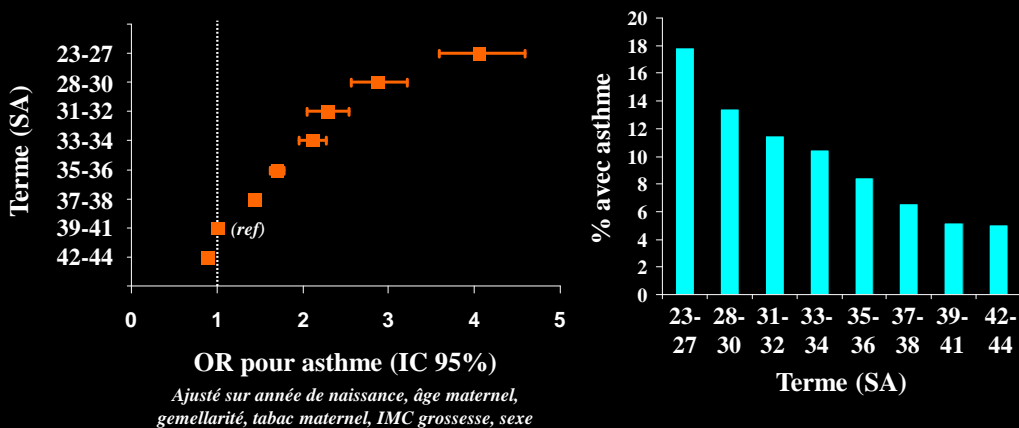 Terme (SA)
23-27
28-30
31-32
33-34
35-36
37-38
39-41
42-44
(ref)
0 1 2 3 4 5
OR pour asthme (IC 95%)
Ajusté sur année de naissance, âge maternel,
gemellarité, tabac maternel, IMC grossesse, sexe
% avec asthme
20
18
16
14
12
10
8
6
4
2
0
23- 28- 31- 33- 35- 37- 39- 42-
27 30 32 34 36 38 41 44
Terme (SA)